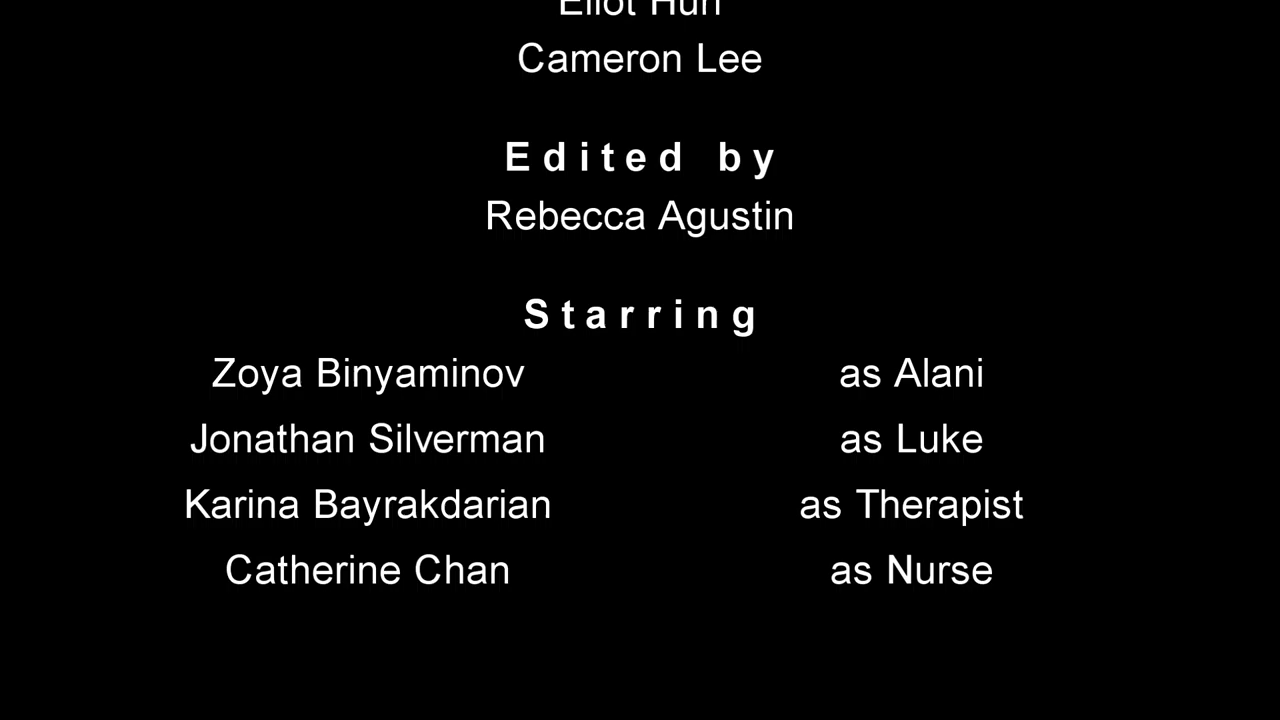 Cameron Lee
Edited by
Rebecca Agustin
Starring
Zoya Binyaminov as Alani
Jonathan Silverman as Luke
Karina Bayrakdarian as Therapist
Catherine Chan as Nurse